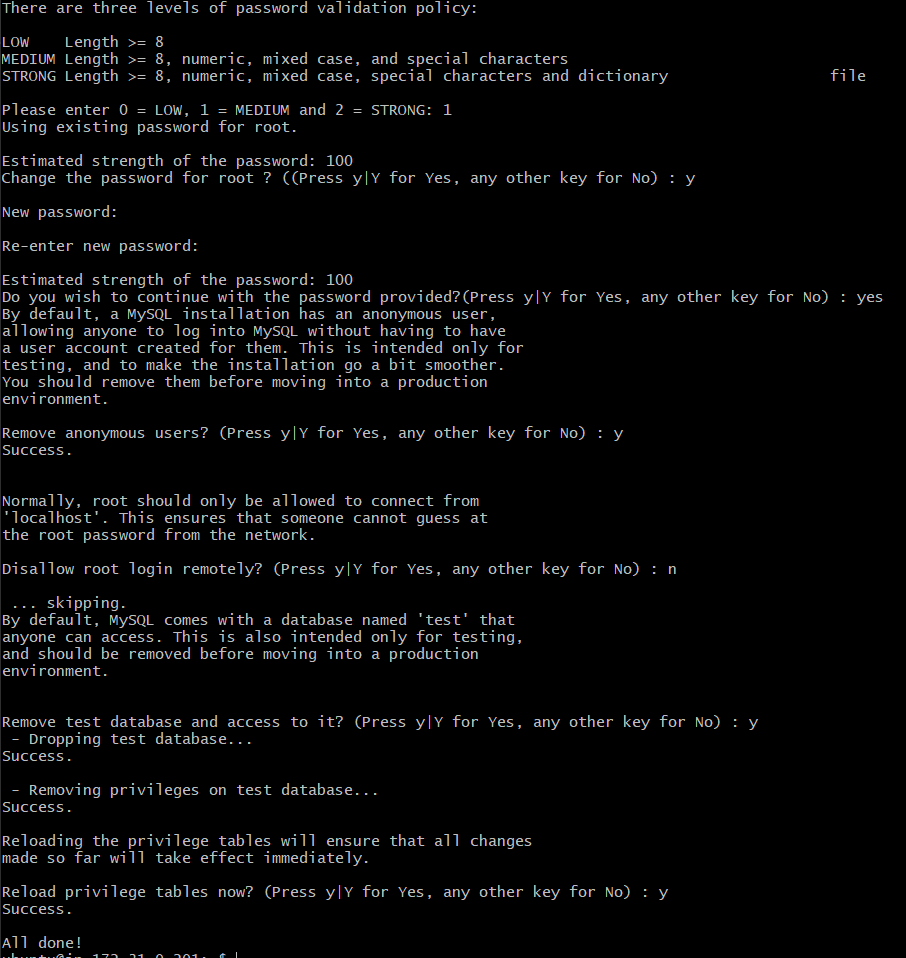 There are three levels of password validation policy:
LOW    Length >= 8
MEDIUM Length >= 8, numeric, mixed case, and special characters
STRONG Length >= 8, numeric, mixed case, special characters and dictionary                  file
Please enter 0 = LOW, 1 = MEDIUM and 2 = STRONG: 1
Using existing password for root.
Estimated strength of the password: 100
Change the password for root ? ((Press y|Y for Yes, any other key for No) : y
New password:
Re-enter new password:
Estimated strength of the password: 100
Do you wish to continue with the password provided?(Press y|Y for Yes, any other key for No) : yes
By default, a MySQL installation has an anonymous user,
allowing anyone to log into MySQL without having to have
a user account created for them. This is intended only for
testing, and to make the installation go a bit smoother.
You should remove them before moving into a production
environment.
Remove anonymous users? (Press y|Y for Yes, any other key for No) : y
Success.
Normally, root should only be allowed to connect from
'localhost'. This ensures that someone cannot guess at
the root password from the network.
Disallow root login remotely? (Press y|Y for Yes, any other key for No) : n
 ... skipping.
By default, MySQL comes with a database named 'test' that
anyone can access. This is also intended only for testing,
and should be removed before moving into a production
environment.
Remove test database and access to it? (Press y|Y for Yes, any other key for No) : y
 - Dropping test database...
Success.
 - Removing privileges on test database...
Success.
Reloading the privilege tables will ensure that all changes
made so far will take effect immediately.
Reload privilege tables now? (Press y|Y for Yes, any other key for No) : y
Success.
All done!